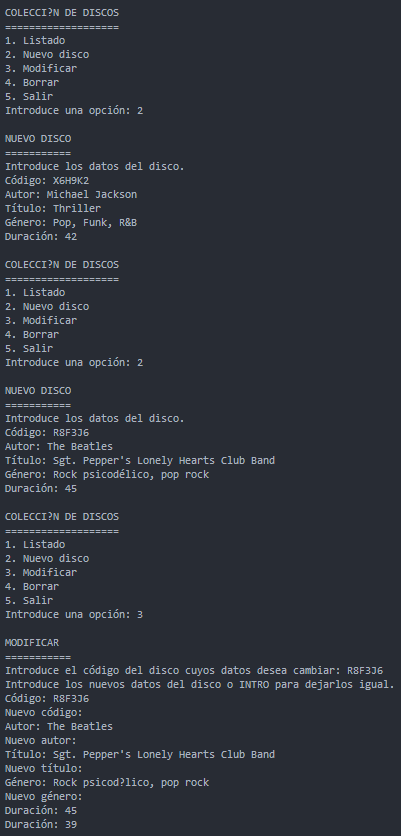 COLECCI?N DE DISCOS
===================
1. Listado
2. Nuevo disco
3. Modificar
4. Borrar
5. Salir
Introduce una opción: 2

NUEVO DISCO
===========
Introduce los datos del disco.
Código: X6H9K2
Autor: Michael Jackson
Título: Thriller
Género: Pop, Funk, R&B
Duración: 42

COLECCI?N DE DISCOS
===================
1. Listado
2. Nuevo disco
3. Modificar
4. Borrar
5. Salir
Introduce una opción: 2

NUEVO DISCO
===========
Introduce los datos del disco.
Código: R8F3J6
Autor: The Beatles
Título: Sgt. Pepper's Lonely Hearts Club Band
Género: Rock psicodélico, pop rock
Duración: 45

COLECCI?N DE DISCOS
===================
1. Listado
2. Nuevo disco
3. Modificar
4. Borrar
5. Salir
Introduce una opción: 3

MODIFICAR
===========
Introduce el código del disco cuyos datos desea cambiar: R8F3J6
Introduce los nuevos datos del disco o INTRO para dejarlos igual.
Código: R8F3J6
Nuevo código:
Autor: The Beatles
Nuevo autor:
Título: Sgt. Pepper's Lonely Hearts Club Band
Nuevo título:
Género: Rock psicod?lico, pop rock
Nuevo género:
Duración: 45
Duración: 39